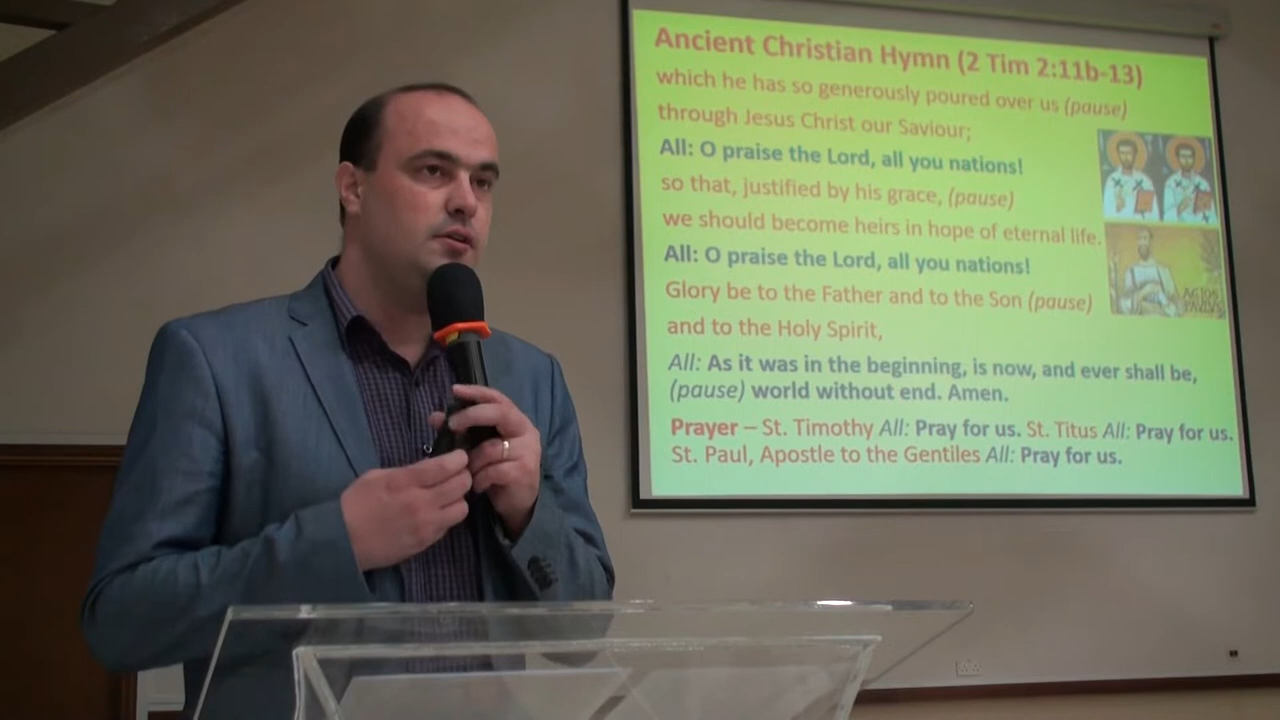 Ancient Christian Hymn (2 Tim 2:11b-13)
which he has so generously poured over us (pause)
through Jesus Christ our Saviour;
All: O praise the Lord, all you nations!
so that, justified by his grace, (pause)
we should become heirs in hope of eternal life.
All: O praise the Lord, all you nations!
Glory be to the Father and to the Son (pause)
and to the Holy Spirit,
All: As it was in the beginning, is now, and ever shall be,
(pause) world without end. Amen.
Prayer – St. Timothy All: Pray for us. St. Titus All: Pray for us.
St. Paul, Apostle to the Gentiles All: Pray for us.
AGIOS